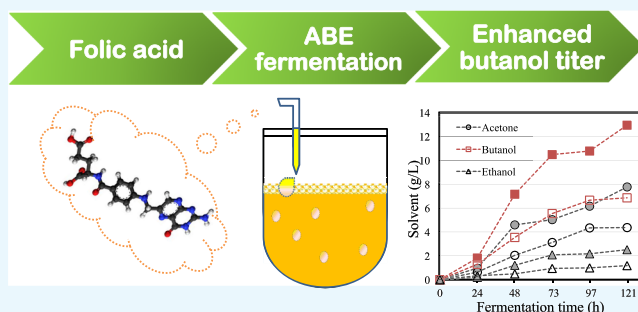 Folic acid
ABE
fermentation
Enhanced
butanol titer
14
12
10
8
6
4
2
0
Solvent (g/L)
Acetone
Butanol
Ethanol
0 24 48 73 97 121
Fermentation time (h)